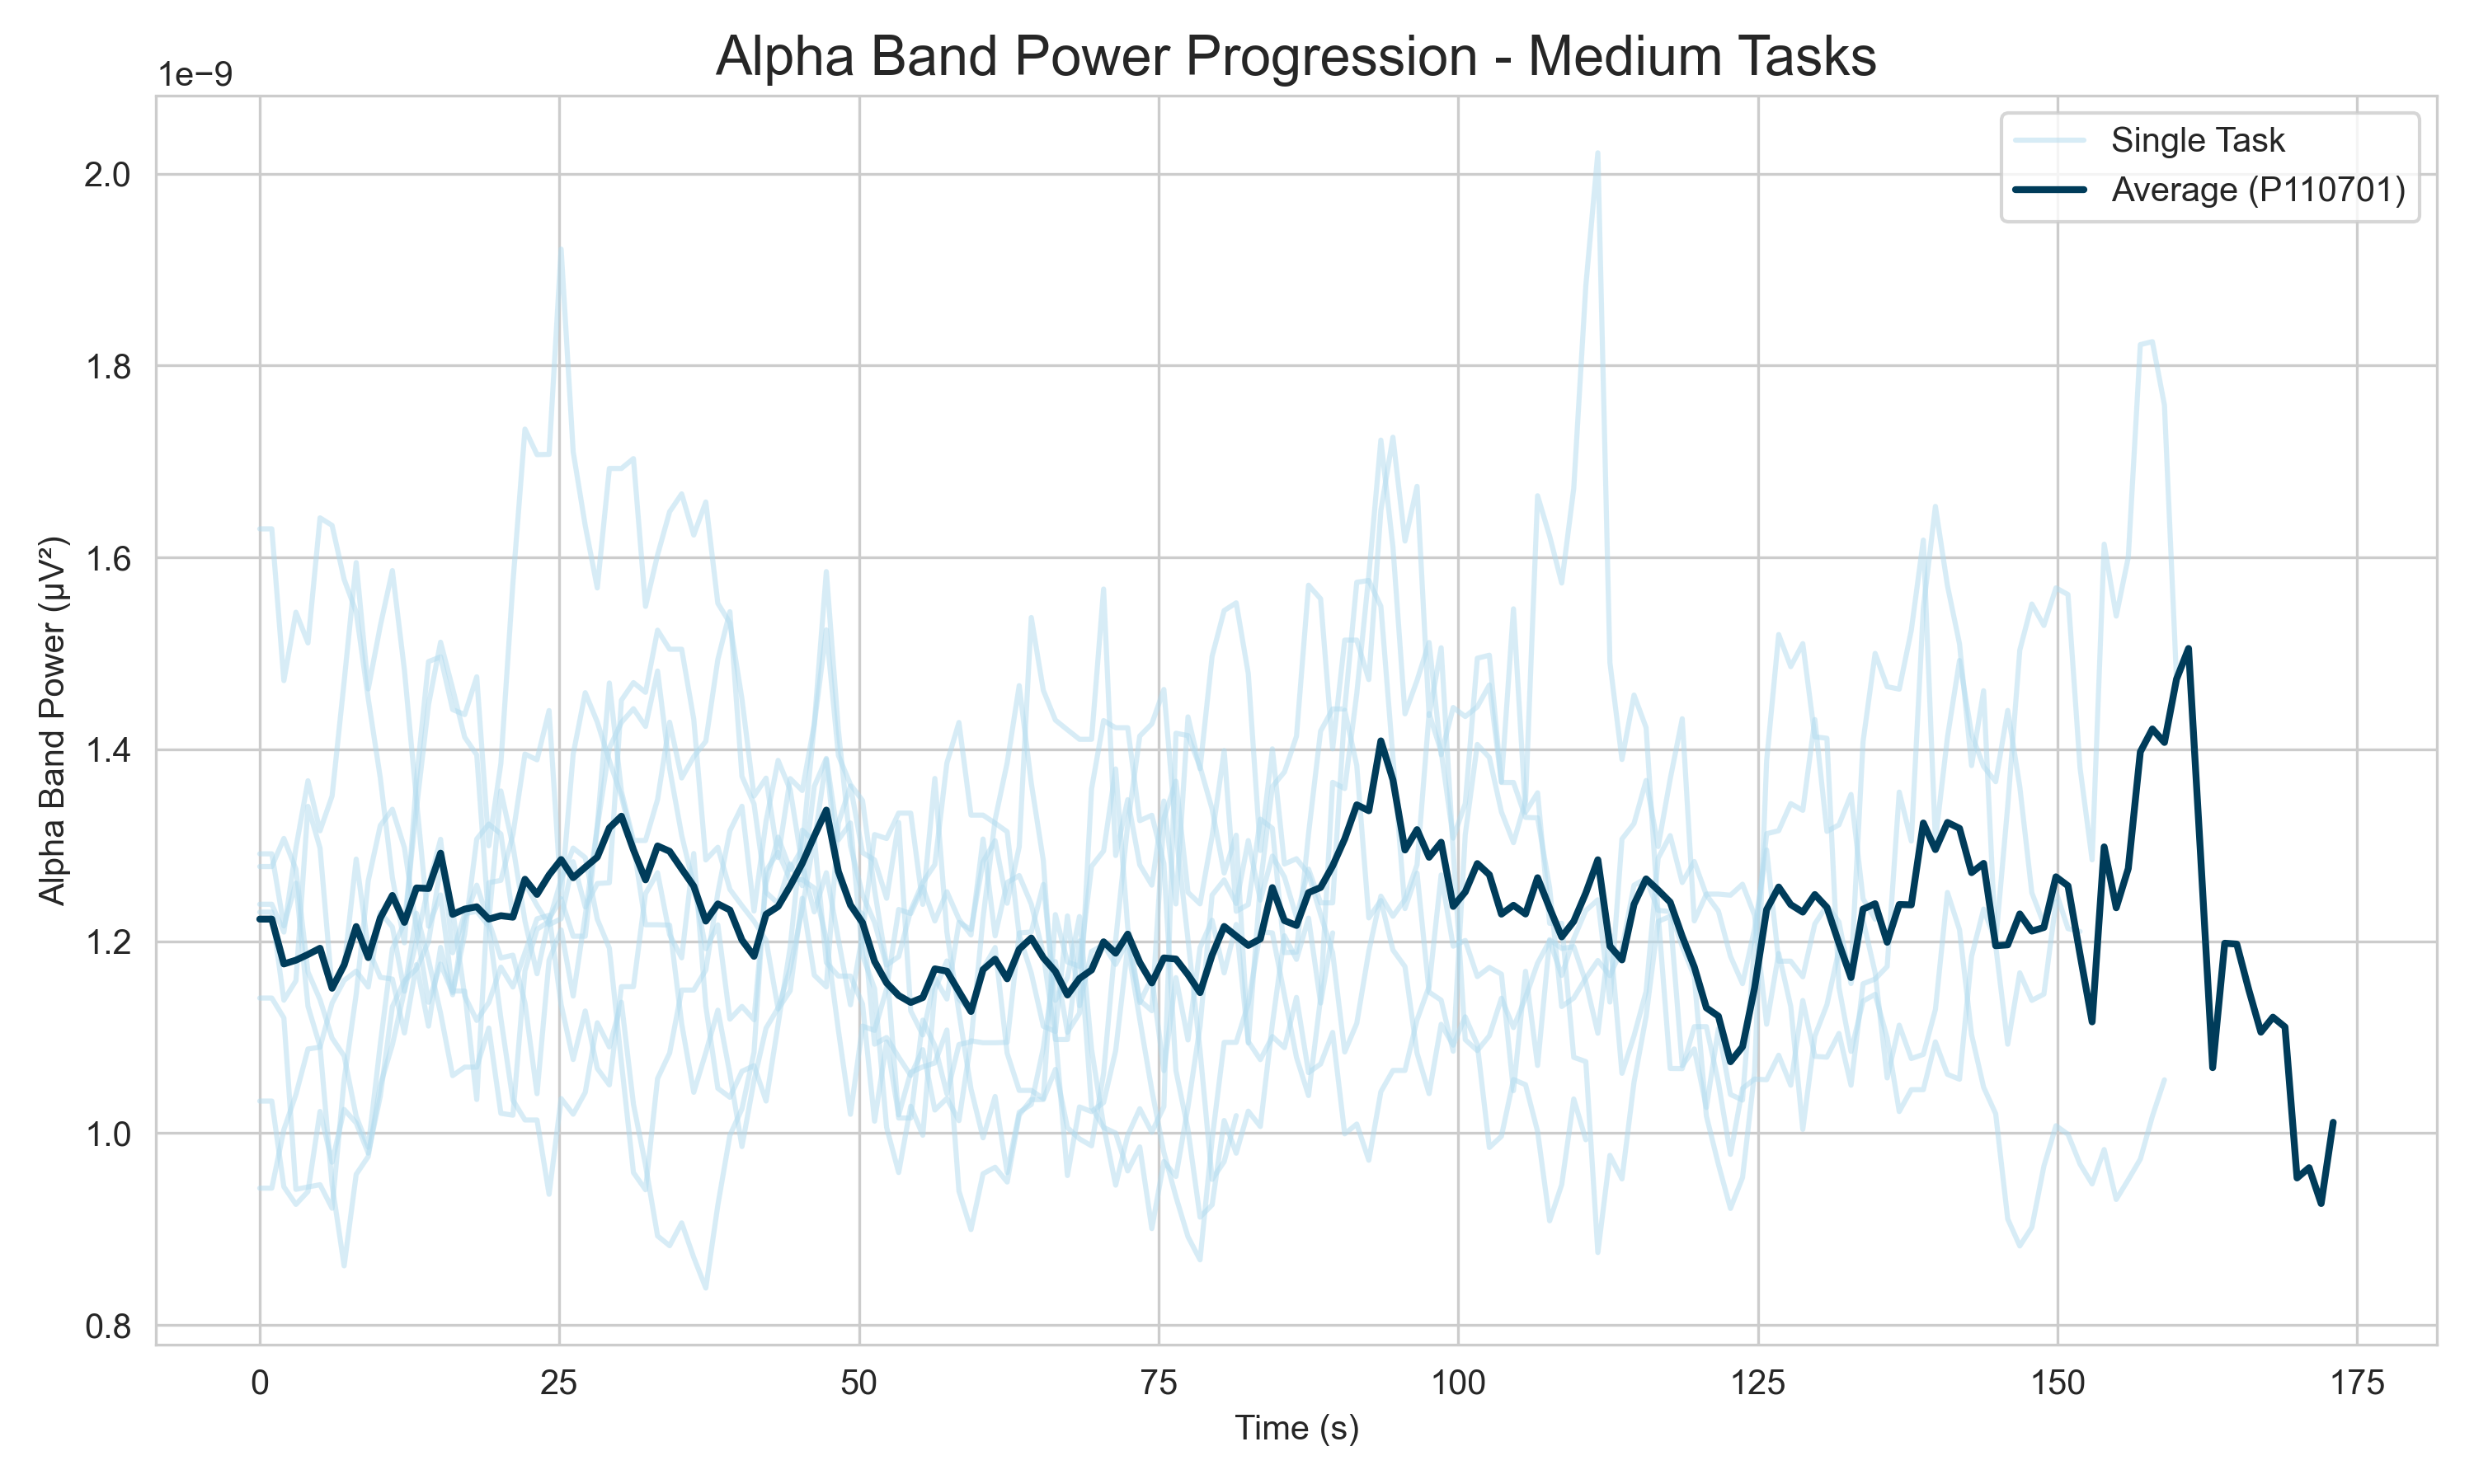 Alpha Band Power Progression - Medium Tasks
1e−9
Single Task
Average (P110701)
2.0
1.8
1.6
1.4
1.2
1.0
0.8
Alpha Band Power (µV²)
0 25 50 75 100 125 150 175
Time (s)